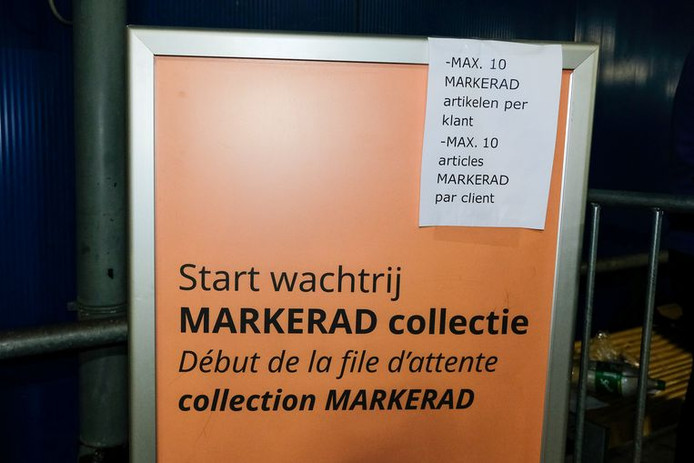 -MAX. 10
MARKERAD
artikelen per
klant
-MAX. 10
articles
MARKERAD
par client
Start wachtrij
MARKERAD collectie
Début de la file d'attente
collection MARKERAD